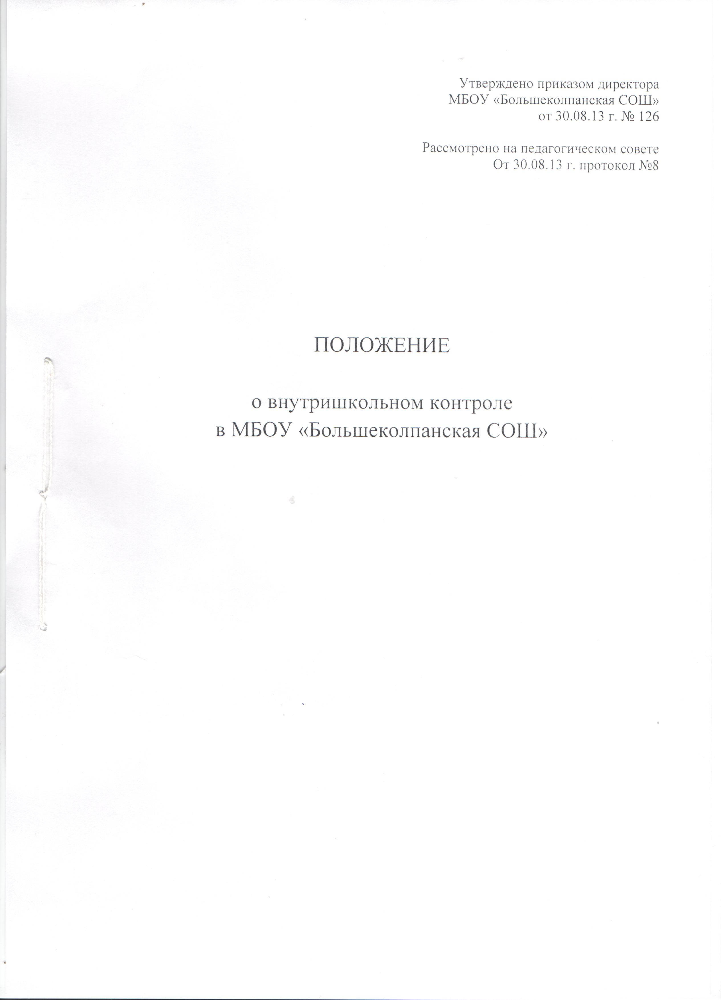 Утверждено приказом директора
МБОУ «Большеколпанская СОШ»
от 30.08.13 г. № 126
Рассмотрено на педагогическом совете
От 30.08.13 г. протокол №8
ПОЛОЖЕНИЕ
о внутришкольном контроле
в МБОУ «Большеколпанская СОШ»